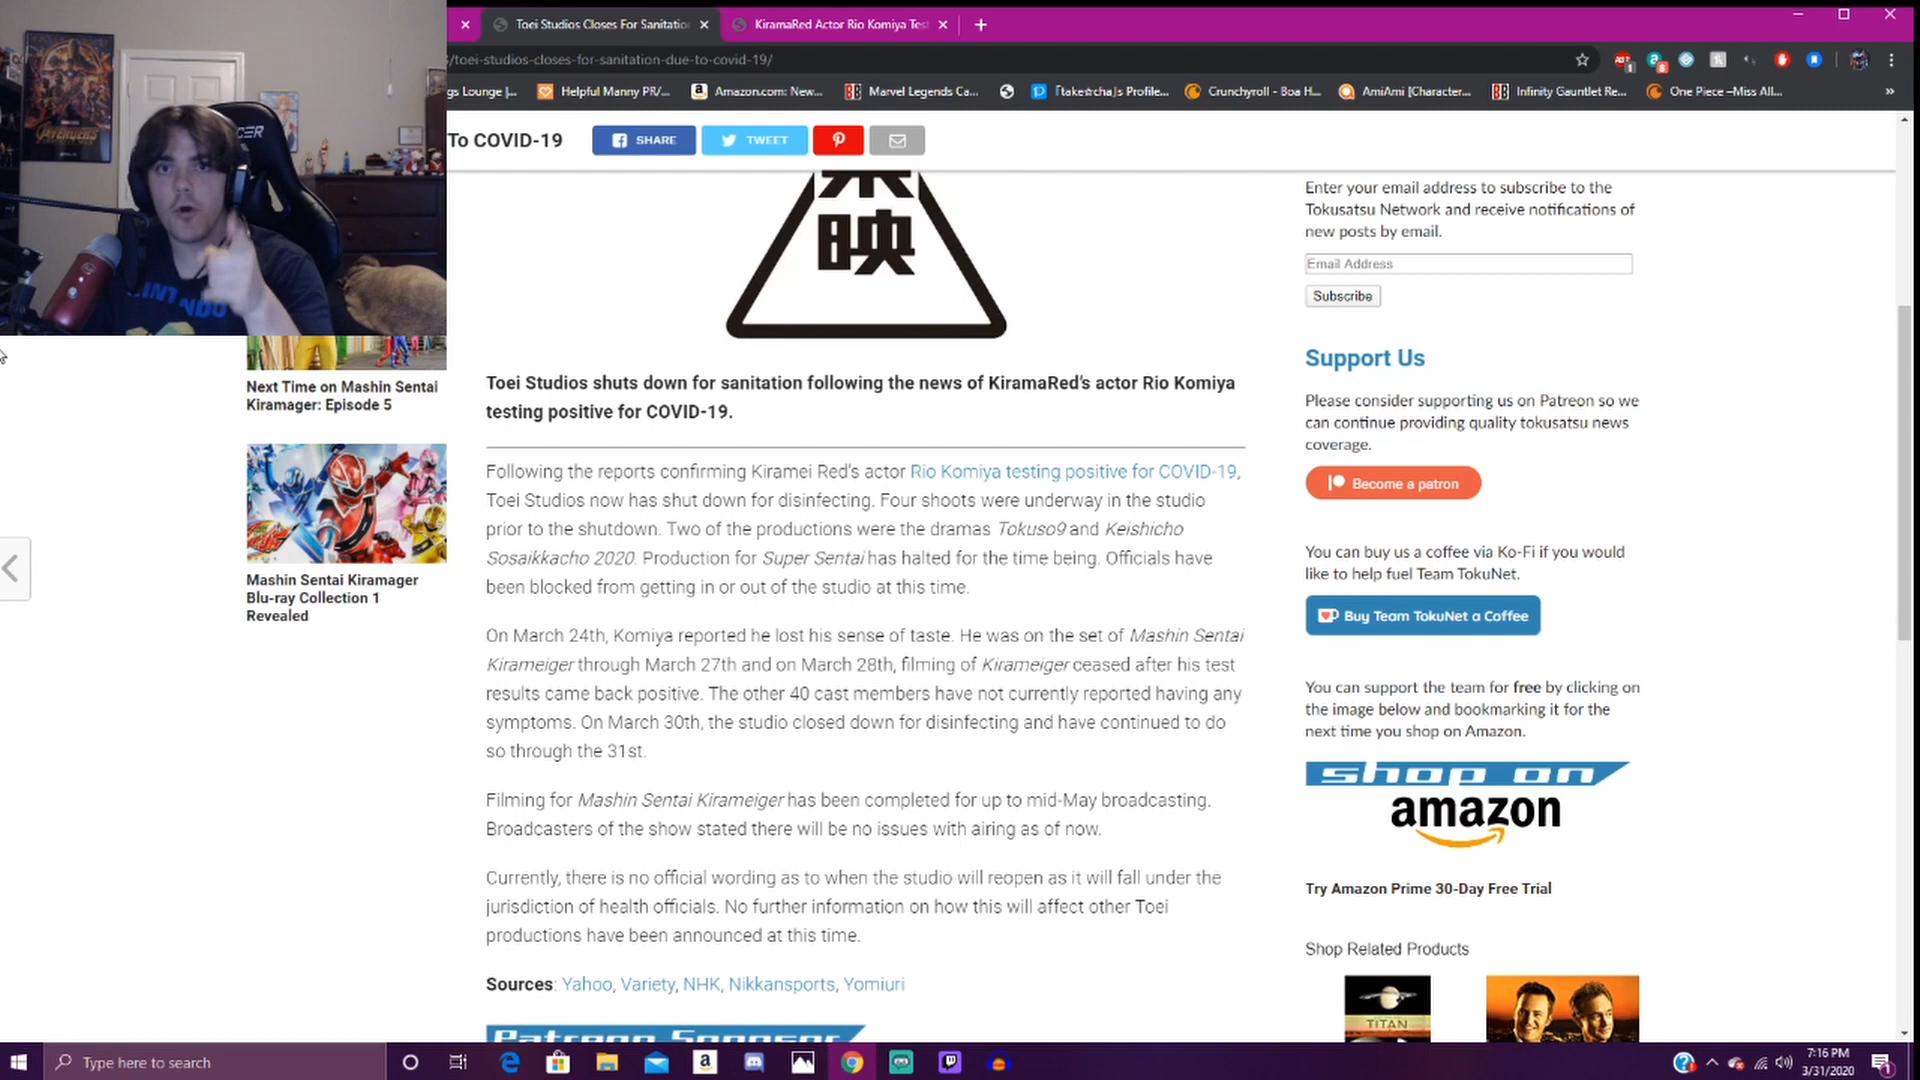 Toei Studios Closes For Sanitation
KiramaRed Actor Rio Komiya Tes
/toei-studios-closes-for-sanitation-due-to-covid-19/
gs Lounge |...
Helpful Manny PR/...
Amazon.com: New...
Marvel Legends Ca...
Crunchyroll - Boa H...
AmiAmi [Character...
Infinity Gauntlet Re...
One Piece –Miss All...
To COVID-19
SHARE
TWEET
映
AVENGERS
Enter your email address to subscribe to the
Tokusatsu Network and receive notifications of
new posts by email.
Email Address
Subscribe
Support Us
Please consider supporting us on Patreon so we
can continue providing quality tokusatsu news
coverage.
Become a patron
You can buy us a coffee via Ko-Fi if you would
like to help fuel Team TokuNet.
Buy Team TokuNet a Coffee
You can support the team for free by clicking on
the image below and bookmarking it for the
next time you shop on Amazon.
shop on
amazon
Try Amazon Prime 30-Day Free Trial
Shop Related Products
TITAN
Next Time on Mashin Sentai
Kiramager: Episode 5
Mashin Sentai Kiramager
Blu-ray Collection 1
Revealed
Toei Studios shuts down for sanitation following the news of KiramaRed's actor Rio Komiya
testing positive for COVID-19.
Following the reports confirming Kiramei Red's actor Rio Komiya testing positive for COVID-19,
Toei Studios now has shut down for disinfecting. Four shoots were underway in the studio
prior to the shutdown. Two of the productions were the dramas Tokuso9 and Keishicho
Sosaikkacho 2020. Production for Super Sentai has halted for the time being. Officials have
been blocked from getting in or out of the studio at this time.
On March 24th, Komiya reported he lost his sense of taste. He was on the set of Mashin Sentai
Kirameiger through March 27th and on March 28th, filming of Kirameiger ceased after his test
results came back positive. The other 40 cast members have not currently reported having any
symptoms. On March 30th, the studio closed down for disinfecting and have continued to do
so through the 31st.
Filming for Mashin Sentai Kirameiger has been completed for up to mid-May broadcasting.
Broadcasters of the show stated there will be no issues with airing as of now.
Currently, there is no official wording as to when the studio will reopen as it will fall under the
jurisdiction of health officials. No further information on how this will affect other Toei
productions have been announced at this time.
Sources: Yahoo, Variety, NHK, Nikkansports, Yomiuri
Patreon Sponsor
Type here to search
7:16 PM
3/31/2020